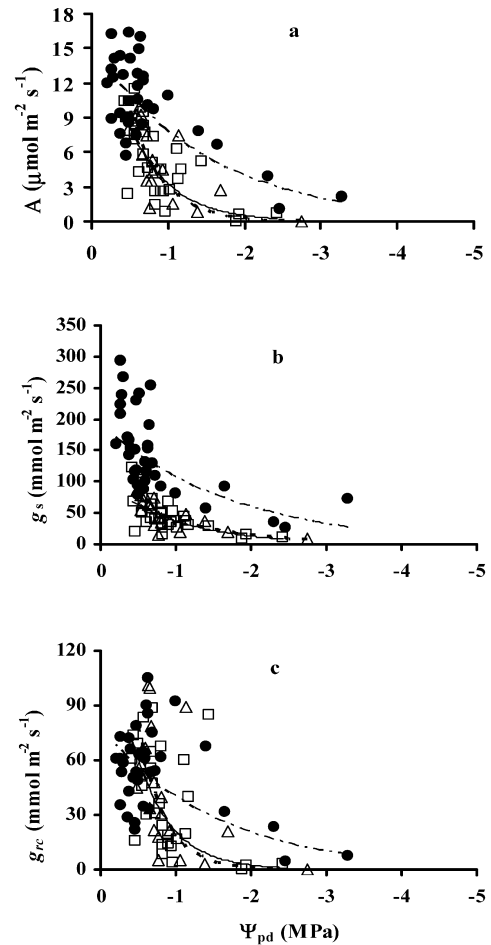 a
A (µmol m⁻² s⁻¹)
18
15
12
9
6
3
0
0 -1 -2 -3 -4 -5
b
gs (mmol m⁻² s⁻¹)
350
300
250
200
150
100
50
0
0 -1 -2 -3 -4 -5
c
grc (mmol m⁻² s⁻¹)
120
90
60
30
0
0 -1 -2 -3 -4 -5
Ψpd (MPa)